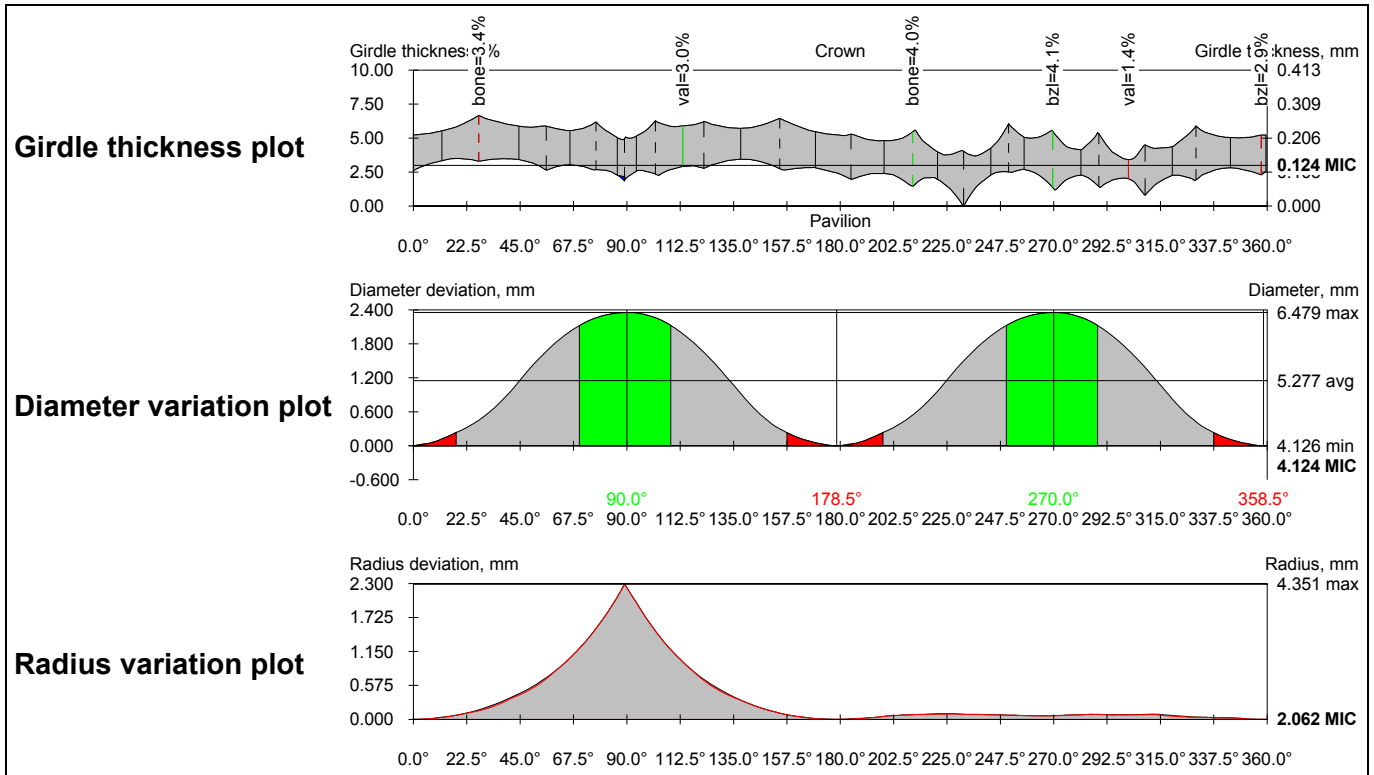 Girdle thickness plot
Girdle thickness, %
Crown
Girdle thickness, mm
bone=3.4%
val=3.0%
bone=4.0%
bzl=4.1%
val=1.4%
bzl=2.9%
10.00 0.413
7.50 0.309
5.00 0.206
0.124 MIC
2.50 0.103
0.00 0.000
Pavilion
0.0° 22.5° 45.0° 67.5° 90.0° 112.5° 135.0° 157.5° 180.0° 202.5° 225.0° 247.5° 270.0° 292.5° 315.0° 337.5° 360.0°
Diameter variation plot
Diameter deviation, mm Diameter, mm
2.400 6.479 max
1.800
1.200 5.277 avg
0.600
0.000 4.126 min
4.124 MIC
-0.600
90.0° 178.5° 270.0° 358.5°
0.0° 22.5° 45.0° 67.5° 90.0° 112.5° 135.0° 157.5° 180.0° 202.5° 225.0° 247.5° 270.0° 292.5° 315.0° 337.5° 360.0°
Radius variation plot
Radius deviation, mm Radius, mm
2.300 4.351 max
1.725
1.150
0.575
0.000 2.062 MIC
0.0° 22.5° 45.0° 67.5° 90.0° 112.5° 135.0° 157.5° 180.0° 202.5° 225.0° 247.5° 270.0° 292.5° 315.0° 337.5° 360.0°